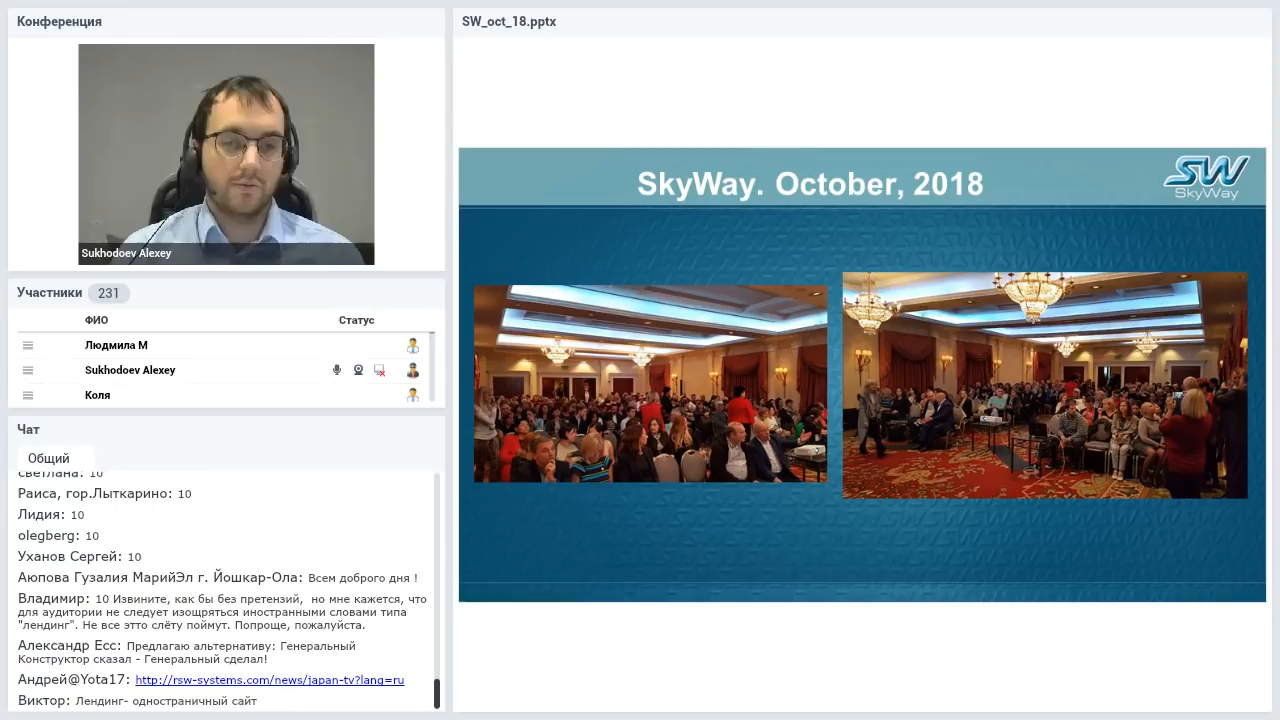 Конференция
Sukhodoev Alexey
Участники 231
ФИО Статус
Людмила М
Sukhodoev Alexey
Коля
Чат
Общий
светлана: 10
Раиса, гор.Лыткарино: 10
Лидия: 10
olegberg: 10
Уханов Сергей: 10
Аюпова Гузалия МарийЭл г. Йошкар-Ола: Всем доброго дня !
Владимир: 10 Извините, как бы без претензий, но мне кажется, что
для аудитории не следует изощряться иностранными словами типа
"лендинг". Не все этто слёту поймут. Попроще, пожалуйста.
Александр Есс: Предлагаю альтернативу: Генеральный
Конструктор сказал - Генеральный сделал!
Андрей@Yota17: http://rsw-systems.com/news/japan-tv?lang=ru
Виктор: Лендинг- одностраничный сайт
SW_oct_18.pptx
SkyWay. October, 2018
SW
SkyWay